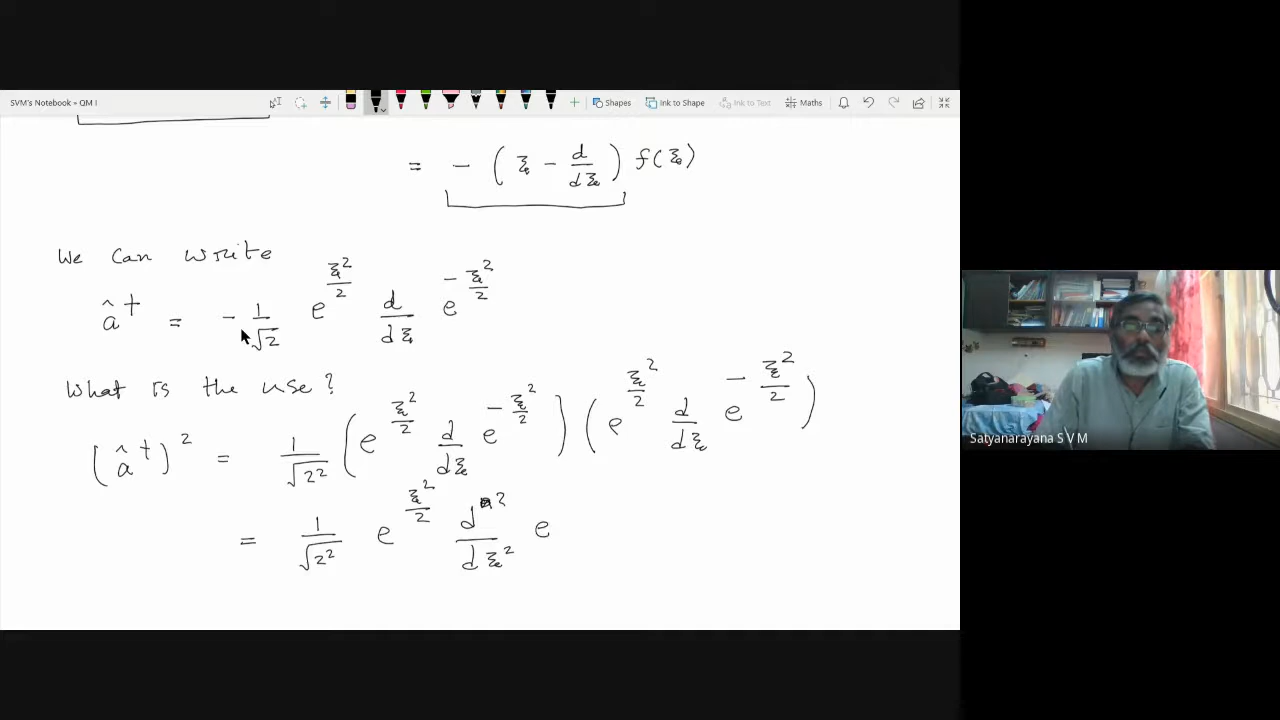 SVM's Notebook » QM I
Shapes Ink to Shape Ink to Text Maths
= - ( ξ - d/dξ ) f(ξ)
We can write
â† = - 1/√2 e^(ξ²/2) d/dξ e^(-ξ²/2)
What is the use?
(â†)² = 1/√2² ( e^(ξ²/2) d/dξ e^(-ξ²/2) ) ( e^(ξ²/2) d/dξ e^(-ξ²/2) )
= 1/√2² e^(ξ²/2) d²/dξ² e
Satyanarayana S V M